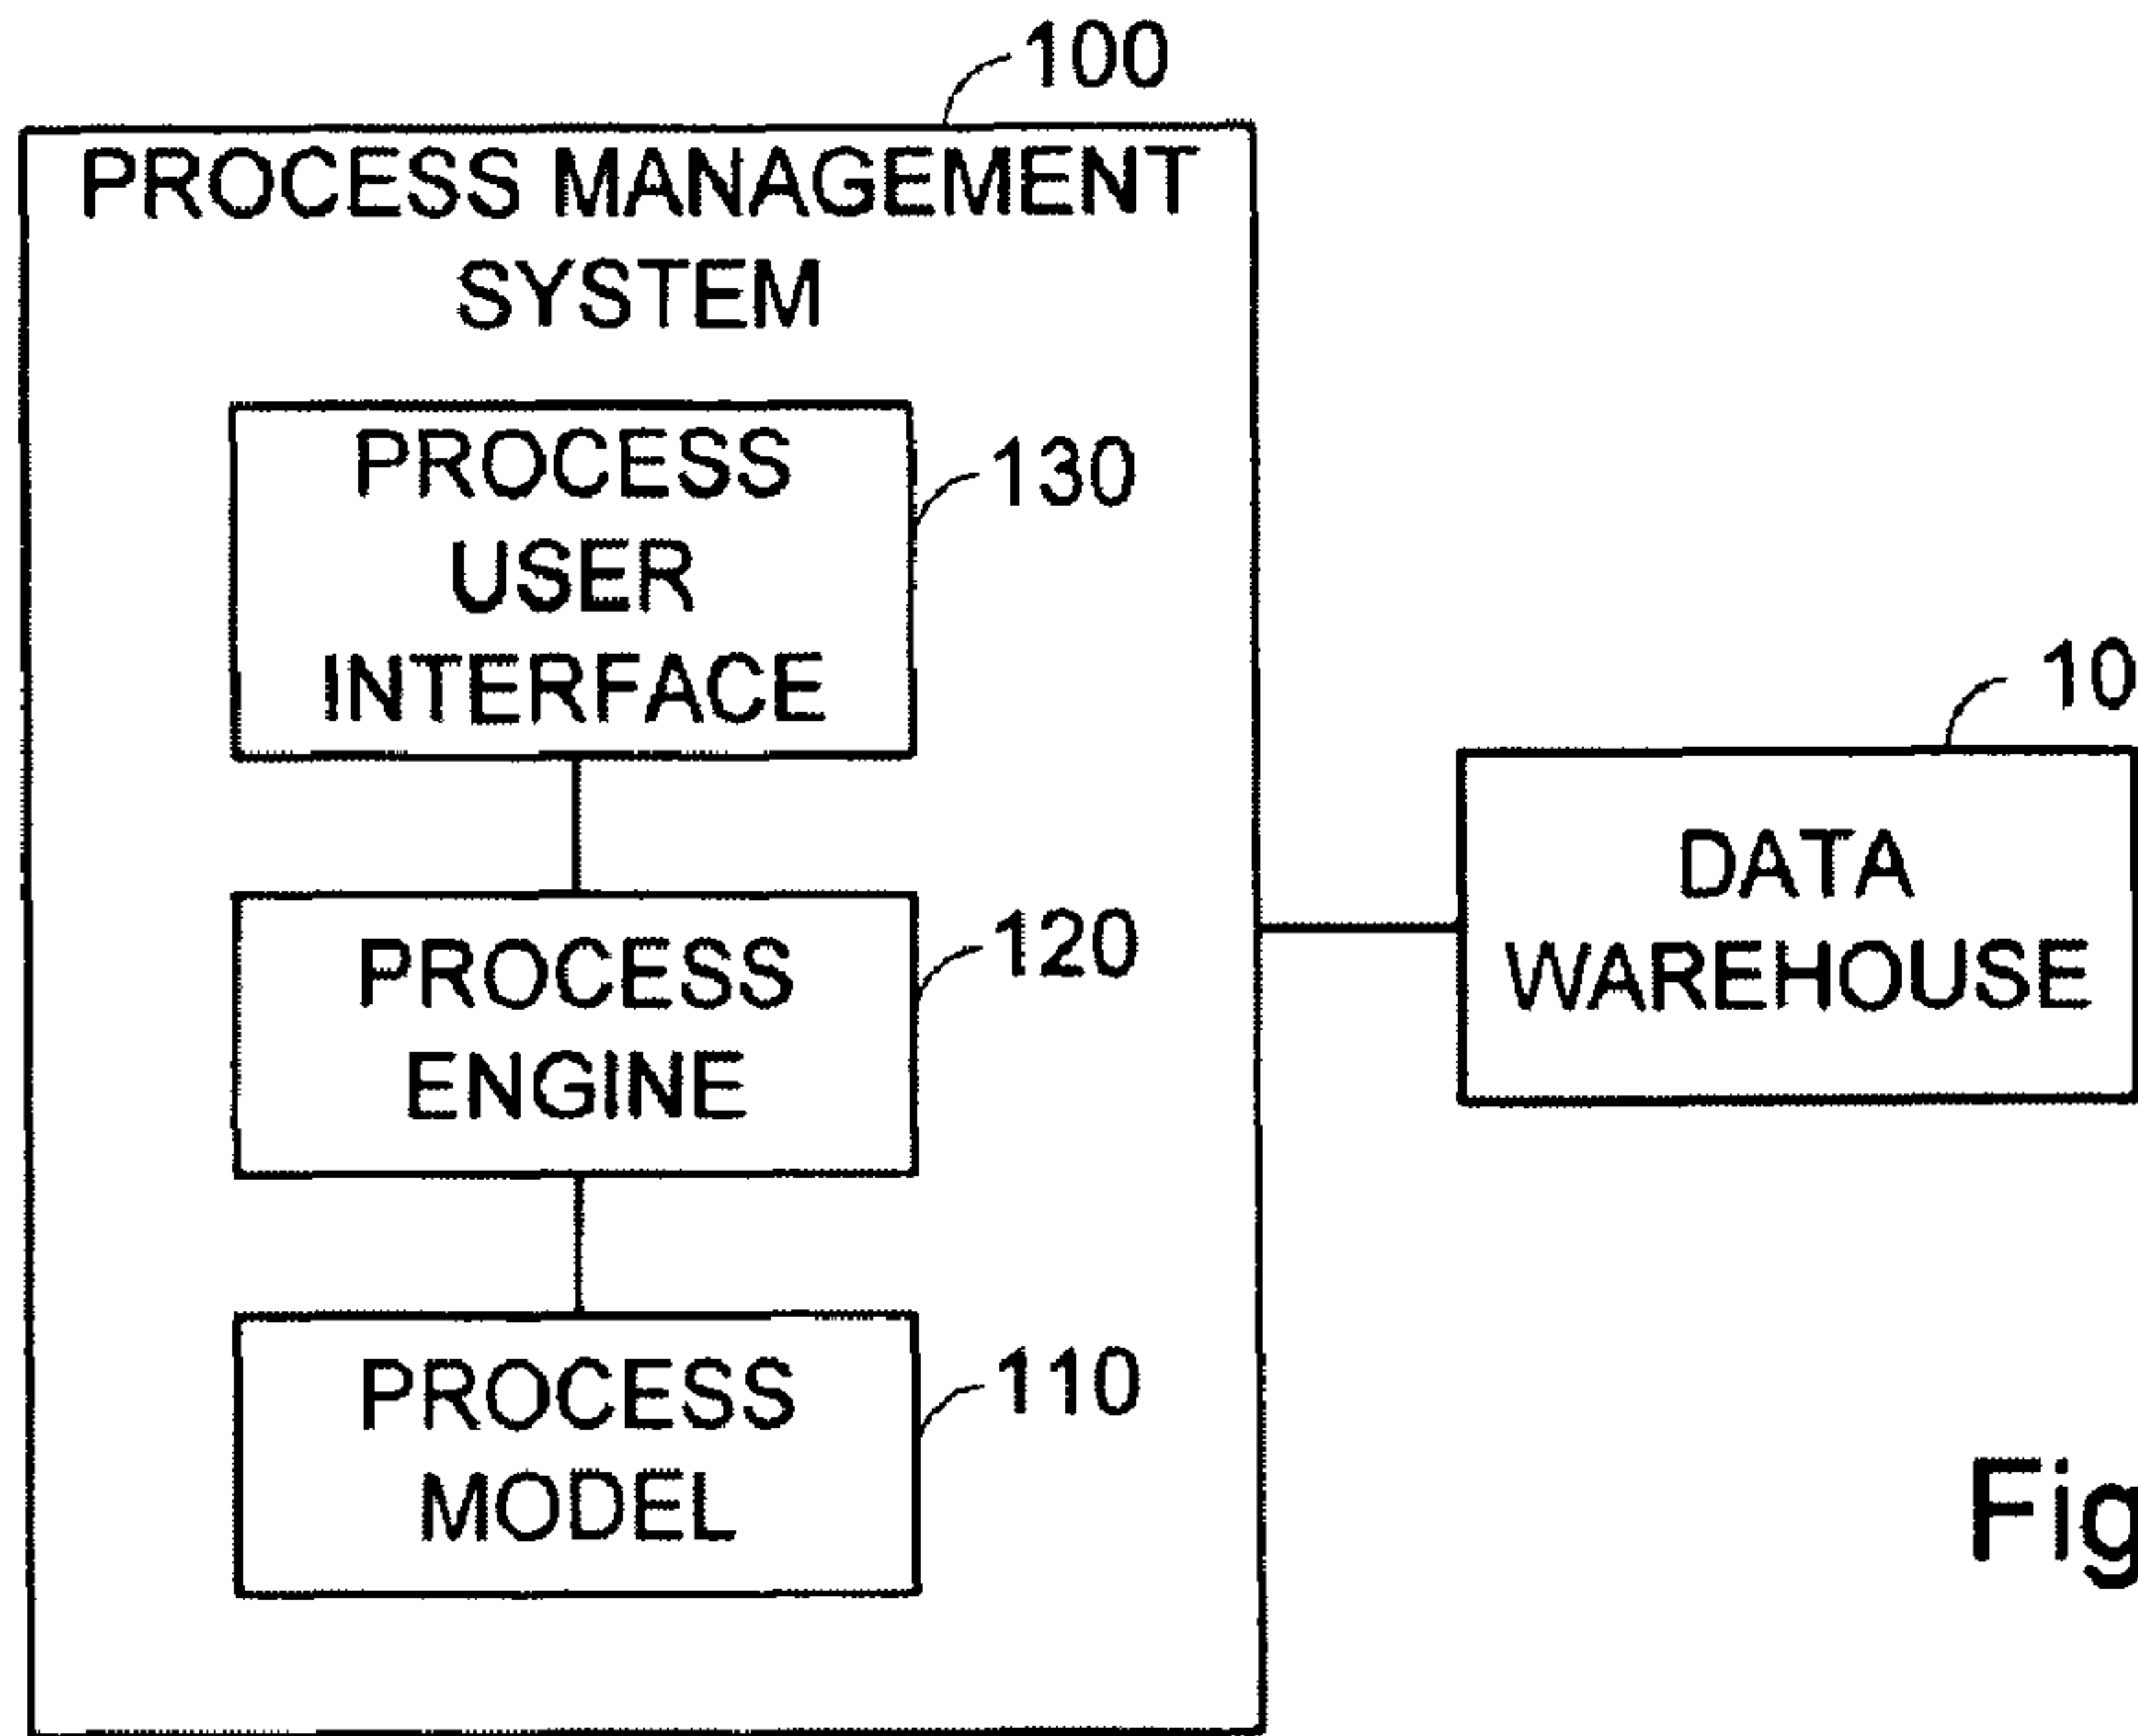 100
PROCESS MANAGEMENT
SYSTEM
PROCESS
USER
INTERFACE
130
PROCESS
ENGINE
120
PROCESS
MODEL
110
10
DATA
WAREHOUSE
Fig